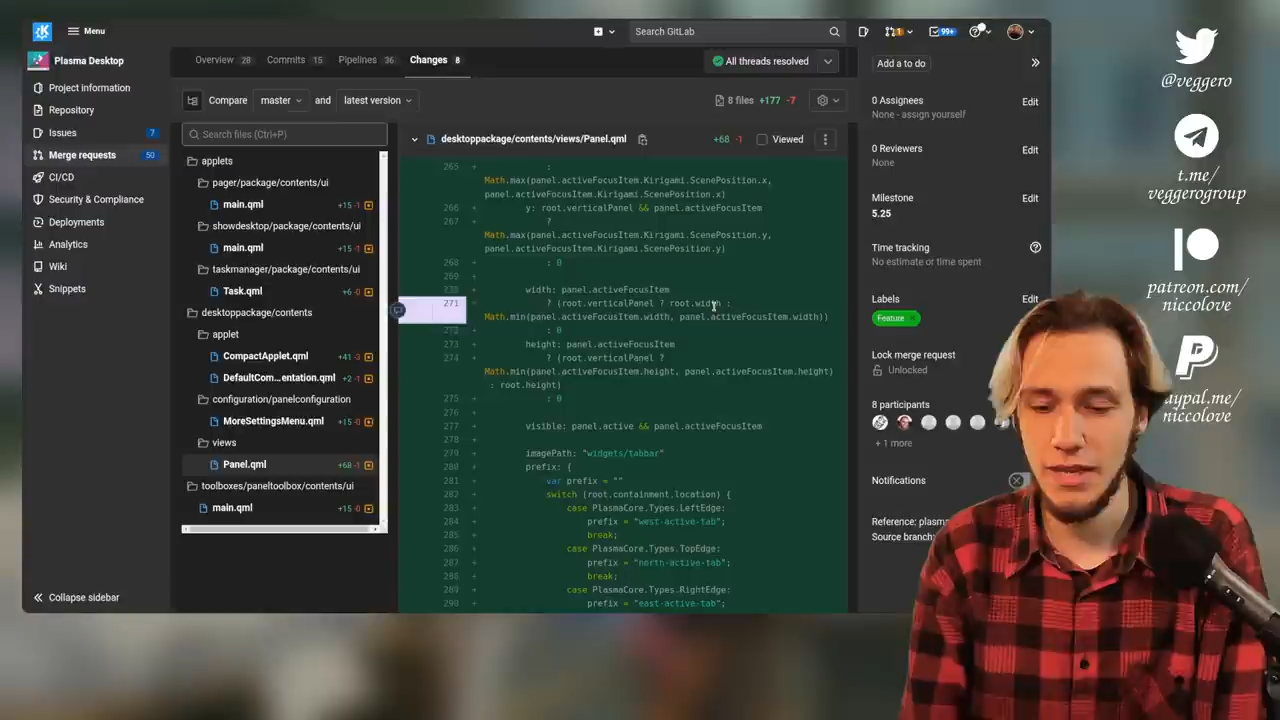 Menu
Search GitLab
1
99+
Plasma Desktop
Project information
Repository
Issues 7
Merge requests 50
CI/CD
Security & Compliance
Deployments
Analytics
Wiki
Snippets
Collapse sidebar
Overview 28
Commits 15
Pipelines 36
Changes 8
All threads resolved
Compare master and latest version
8 files +177 -7
Search files (Ctrl+P)
applets
pager/package/contents/ui
main.qml +15 -1
showdesktop/package/contents/ui
main.qml +15 -1
taskmanager/package/contents/ui
Task.qml +6 -0
desktoppackage/contents
applet
CompactApplet.qml
DefaultCom...entation.qml
configuration/panelconfiguration
MoreSettingsMenu.qml +15 -0
views
Panel.qml +68 -1
toolboxes/paneltoolbox/contents/ui
main.qml +15 -0
desktoppackage/contents/views/Panel.qml
+68 -1
Viewed
265 + :
Math.max(panel.activeFocusItem.Kirigami.ScenePosition.x,
panel.activeFocusItem.Kirigami.ScenePosition.x)
266 + y: root.verticalPanel && panel.activeFocusItem
267 + ?
Math.max(panel.activeFocusItem.Kirigami.ScenePosition.y,
panel.activeFocusItem.Kirigami.ScenePosition.y)
268 + : 0
269 +
270 + width: panel.activeFocusItem
271 + ? (root.verticalPanel ? root.width :
Math.min(panel.activeFocusItem.width, panel.activeFocusItem.width))
272 + : 0
273 + height: panel.activeFocusItem
274 + ? (root.verticalPanel ?
Math.min(panel.activeFocusItem.height, panel.activeFocusItem.height)
: root.height)
275 + : 0
276 +
277 + visible: panel.active && panel.activeFocusItem
278 +
279 + imagePath: "widgets/tabbar"
280 + prefix: {
281 + var prefix = ""
282 + switch (root.containment.location) {
283 + case PlasmaCore.Types.LeftEdge:
284 + prefix = "west-active-tab";
285 + break;
286 + case PlasmaCore.Types.TopEdge:
287 + prefix = "north-active-tab";
288 + break;
289 + case PlasmaCore.Types.RightEdge:
290 + prefix = "east-active-tab";
Add a to do
0 Assignees Edit
None - assign yourself
0 Reviewers Edit
None
Milestone Edit
5.25
Time tracking
No estimate or time spent
Labels Edit
Feature
Lock merge request
Unlocked
8 participants
+ 1 more
Notifications
Reference: plasm
Source branch:
@veggero
t.me/
veggerogroup
patreon.com/
niccolove
aypal.me/
niccolove